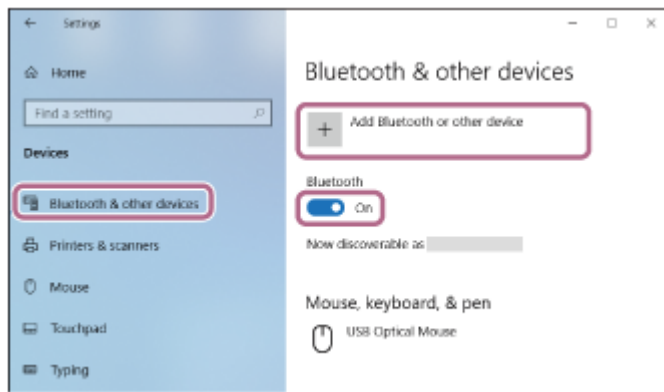 Settings
Home
Find a setting
Devices
Bluetooth & other devices
Printers & scanners
Mouse
Touchpad
Typing
Bluetooth & other devices
Add Bluetooth or other device
Bluetooth
On
Now discoverable as
Mouse, keyboard, & pen
USB Optical Mouse